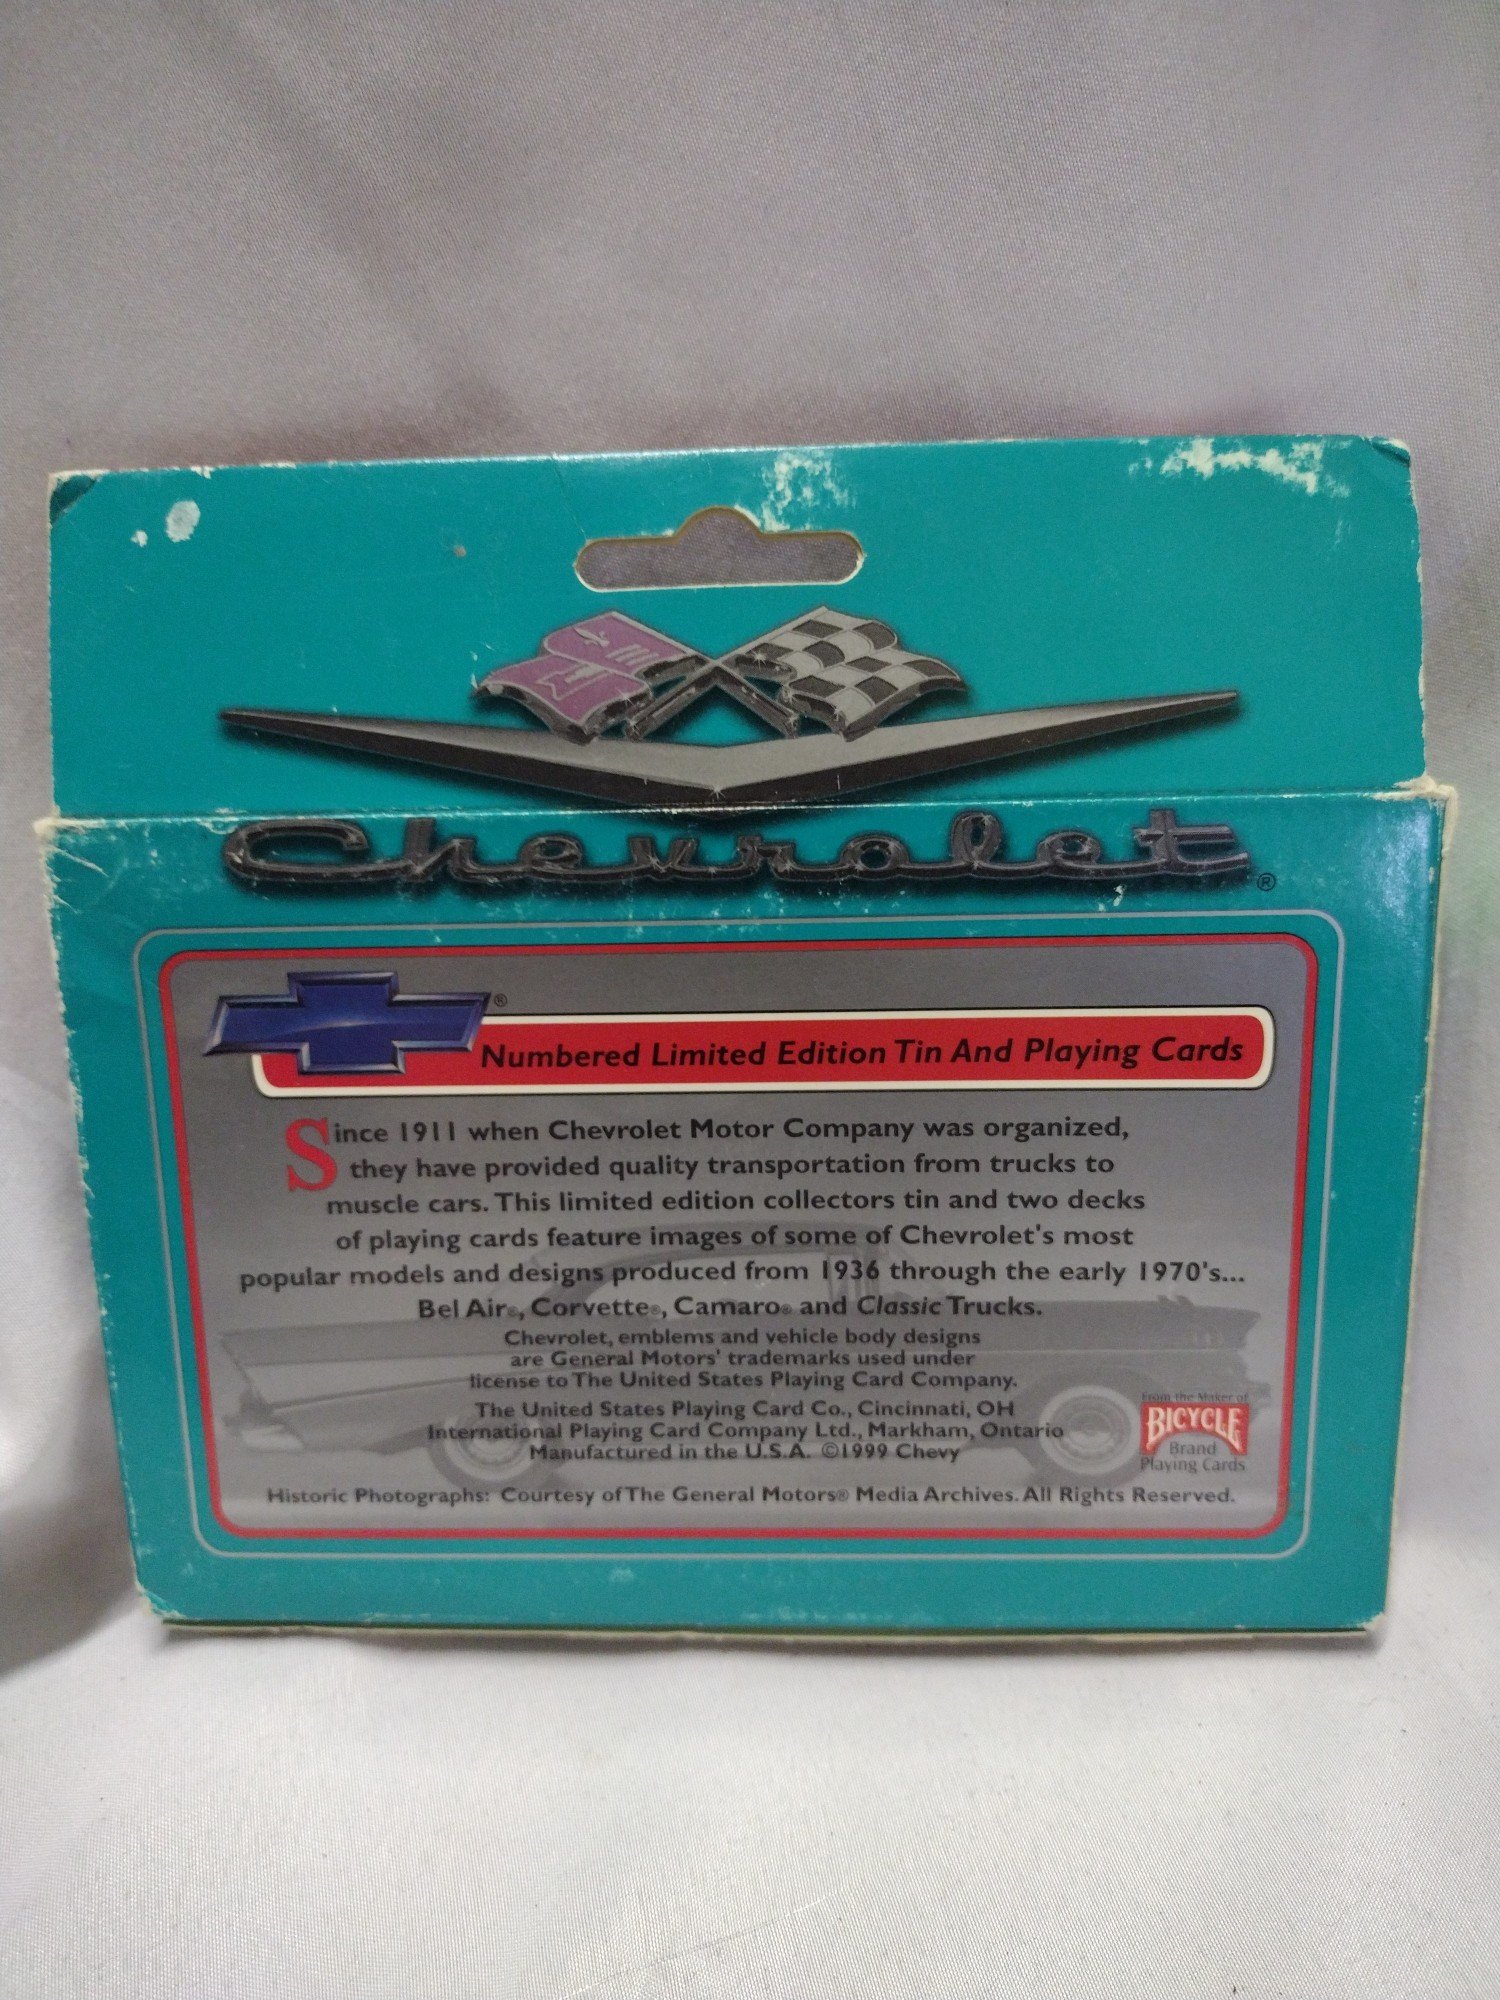 Chevrolet®
®
Numbered Limited Edition Tin And Playing Cards
Since 1911 when Chevrolet Motor Company was organized,
they have provided quality transportation from trucks to
muscle cars. This limited edition collectors tin and two decks
of playing cards feature images of some of Chevrolet's most
popular models and designs produced from 1936 through the early 1970's...
Bel Air®, Corvette®, Camaro® and Classic Trucks.
Chevrolet, emblems and vehicle body designs
are General Motors' trademarks used under
license to The United States Playing Card Company.
The United States Playing Card Co., Cincinnati, OH
International Playing Card Company Ltd., Markham, Ontario
Manufactured in the U.S.A. ©1999 Chevy
From the Maker of
BICYCLE
Brand
Playing Cards
Historic Photographs: Courtesy of The General Motors® Media Archives. All Rights Reserved.